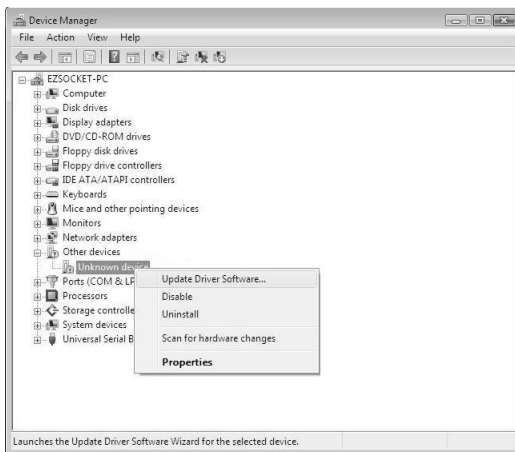 Device Manager
File Action View Help
EZSOCKET-PC
Computer
Disk drives
Display adapters
DVD/CD-ROM drives
Floppy disk drives
Floppy drive controllers
IDE ATA/ATAPI controllers
Keyboards
Mice and other pointing devices
Monitors
Network adapters
Other devices
Unknown device
Ports (COM & LP
Processors
Storage controlle
System devices
Universal Serial B
Update Driver Software...
Disable
Uninstall
Scan for hardware changes
Properties
Launches the Update Driver Software Wizard for the selected device.